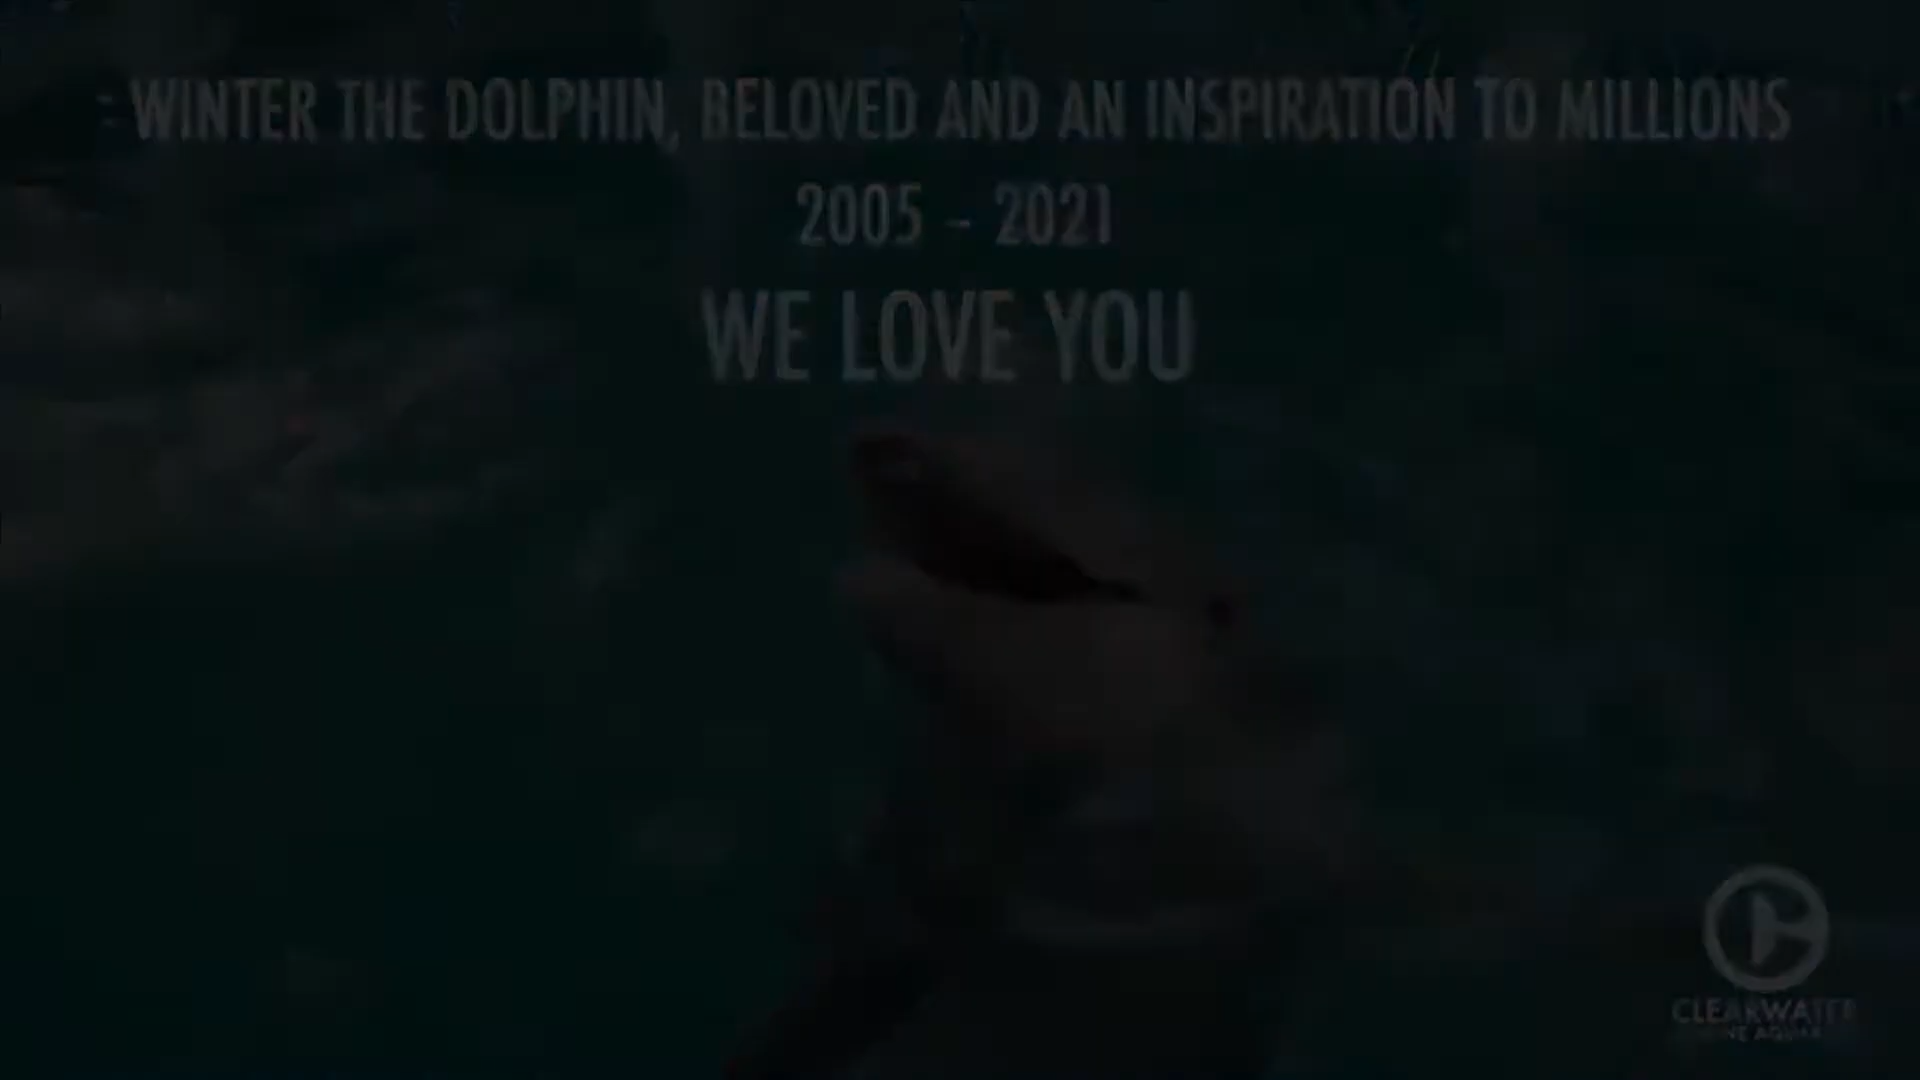 WINTER THE DOLPHIN, BELOVED AND AN INSPIRATION TO MILLIONS
2005 - 2021
WE LOVE YOU
CLEARWATER